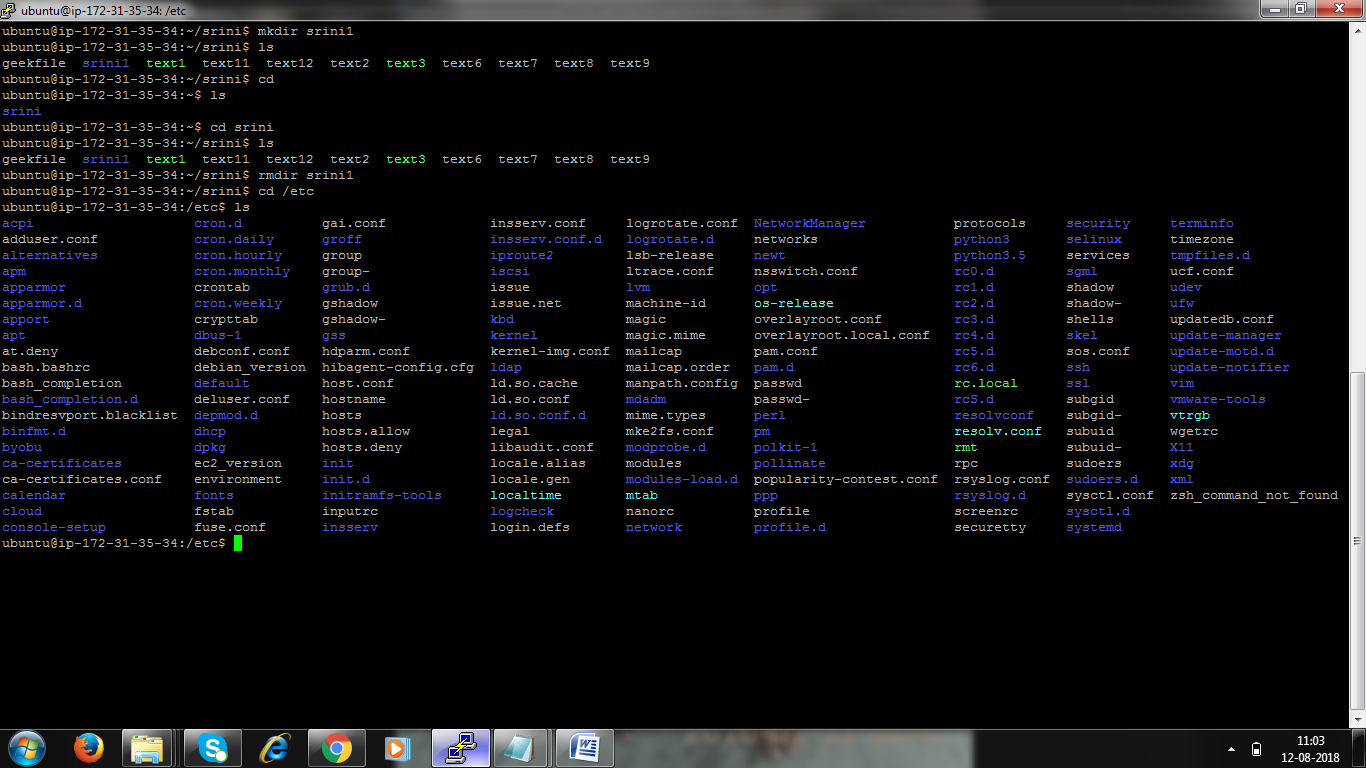 ubuntu@ip-172-31-35-34: /etc
ubuntu@ip-172-31-35-34:~/srini$ mkdir srini1
ubuntu@ip-172-31-35-34:~/srini$ ls
geekfile srini1 text1 text11 text12 text2 text3 text6 text7 text8 text9
ubuntu@ip-172-31-35-34:~/srini$ cd
ubuntu@ip-172-31-35-34:~$ ls
srini
ubuntu@ip-172-31-35-34:~$ cd srini
ubuntu@ip-172-31-35-34:~/srini$ ls
geekfile srini1 text1 text11 text12 text2 text3 text6 text7 text8 text9
ubuntu@ip-172-31-35-34:~/srini$ rmdir srini1
ubuntu@ip-172-31-35-34:~/srini$ cd /etc
ubuntu@ip-172-31-35-34:/etc$ ls
acpi cron.d gai.conf insserv.conf logrotate.conf NetworkManager protocols security terminfo
adduser.conf cron.daily groff insserv.conf.d logrotate.d networks python3 selinux timezone
alternatives cron.hourly group iproute2 lsb-release newt python3.5 services tmpfiles.d
apm cron.monthly group- iscsi ltrace.conf nsswitch.conf rc0.d sgml ucf.conf
apparmor crontab grub.d issue lvm opt rc1.d shadow udev
apparmor.d cron.weekly gshadow issue.net machine-id os-release rc2.d shadow- ufw
apport crypttab gshadow- kbd magic overlayroot.conf rc3.d shells updatedb.conf
apt dbus-1 gss kernel magic.mime overlayroot.local.conf rc4.d skel update-manager
at.deny debconf.conf hdparm.conf kernel-img.conf mailcap pam.conf rc5.d sos.conf update-motd.d
bash.bashrc debian_version hibagent-config.cfg ldap mailcap.order pam.d rc6.d ssh update-notifier
bash_completion default host.conf ld.so.cache manpath.config passwd rc.local ssl vim
bash_completion.d deluser.conf hostname ld.so.conf mdadm passwd- rcS.d subgid vmware-tools
bindresvport.blacklist depmod.d hosts ld.so.conf.d mime.types perl resolvconf subgid- vtrgb
binfmt.d dhcp hosts.allow legal mke2fs.conf pm resolv.conf subuid wgetrc
byobu dpkg hosts.deny libaudit.conf modprobe.d polkit-1 rmt subuid- X11
ca-certificates ec2_version init locale.alias modules pollinate rpc sudoers xdg
ca-certificates.conf environment init.d locale.gen modules-load.d popularity-contest.conf rsyslog.conf sudoers.d xml
calendar fonts initramfs-tools localtime mtab ppp rsyslog.d sysctl.conf zsh_command_not_found
cloud fstab inputrc logcheck nanorc profile screenrc sysctl.d
console-setup fuse.conf insserv login.defs network profile.d securetty systemd
ubuntu@ip-172-31-35-34:/etc$
11:03
12-08-2018